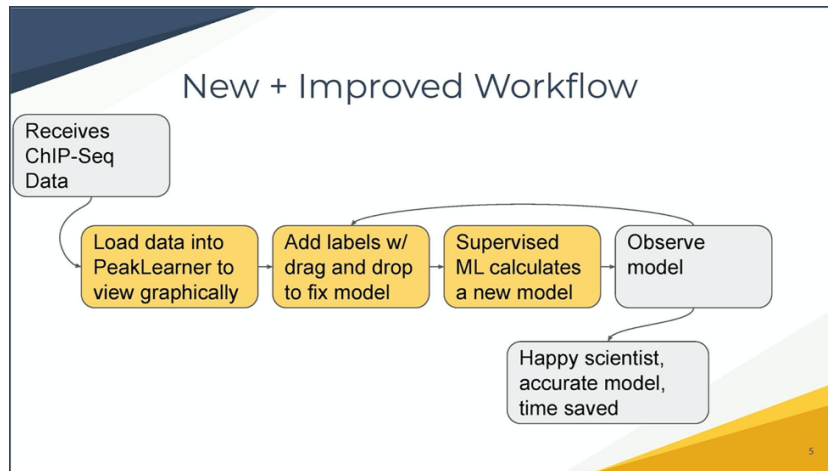 New + Improved Workflow
Receives
ChIP-Seq
Data
Load data into
PeakLearner to
view graphically
Add labels w/
drag and drop
to fix model
Supervised
ML calculates
a new model
Observe
model
Happy scientist,
accurate model,
time saved
5